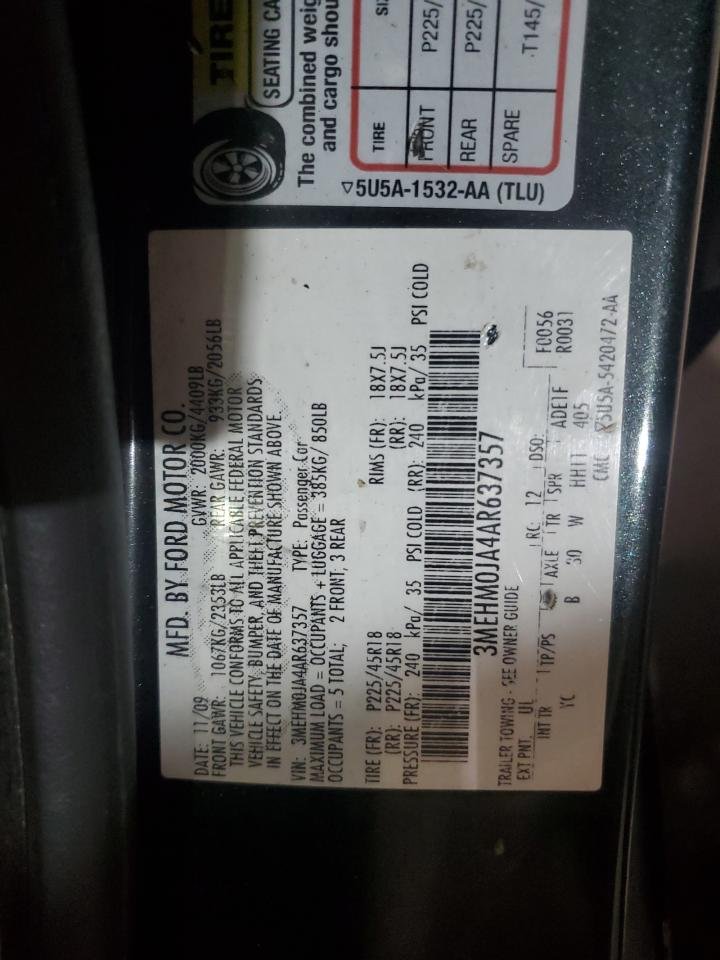 TIRE
SEATING CA
The combined weig
and cargo shou
TIRE SI
FRONT P225/
REAR P225/
SPARE T145/
▽5U5A-1532-AA (TLU)
MFD. BY FORD MOTOR CO.
DATE: 11/09 GVWR: 2000KG/4409LB
FRONT GAWR: 1067KG/2353LB REAR GAWR: 933KG/2056LB
THIS VEHICLE CONFORMS TO ALL APPLICABLE FEDERAL MOTOR
VEHICLE SAFETY, BUMPER, AND THEFT PREVENTION STANDARDS
IN EFFECT ON THE DATE OF MANUFACTURE SHOWN ABOVE.
VIN: 3MEHM0JA4AR637357 TYPE: Passenger Car
MAXIMUM LOAD = OCCUPANTS + LUGGAGE = 385KG/ 850LB
OCCUPANTS = 5 TOTAL: 2 FRONT, 3 REAR
TIRE (FR): P225/45R18 RIMS (FR): 18X7.5J
(RR): P225/45R18 (RR): 18X7.5J
PRESSURE (FR): 240 kPa/ 35 PSI COLD (RR): 240 kPa/ 35 PSI COLD
3MEHM0JA4AR637357
TRAILER TOWING - SEE OWNER GUIDE F0056
EXT PNT: UL RC: 12 DSO: R0031
INT TR TP/PS AXLE TR SPR ADE1F
YC B 30 W HH11 405
CMC ▽5U5A-5420472-AA